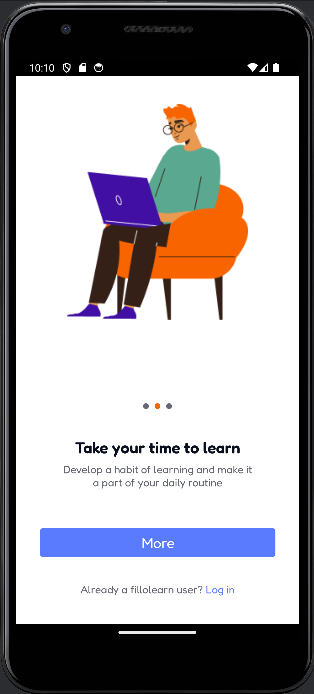 10:10
Take your time to learn
Develop a habit of learning and make it
a part of your daily routine
More
Already a fillolearn user? Log in